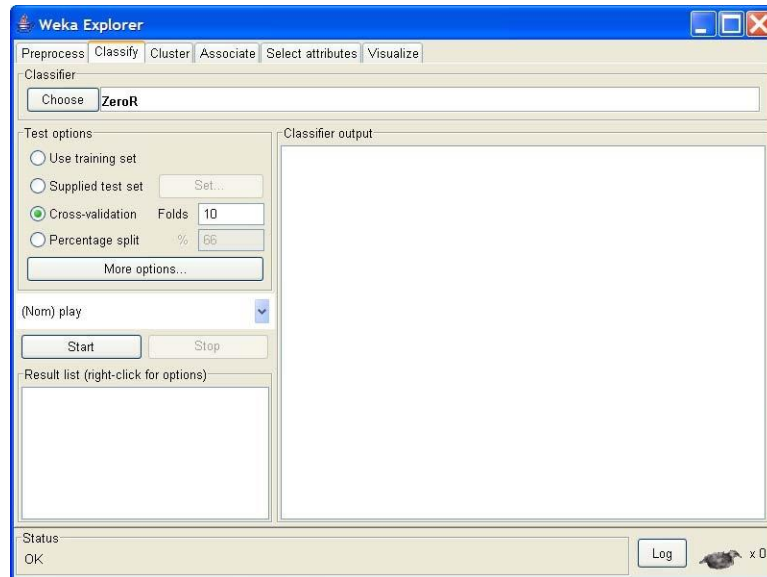 Weka Explorer
Preprocess Classify Cluster Associate Select attributes Visualize
Classifier
Choose ZeroR
Test options
Use training set
Supplied test set Set...
Cross-validation Folds 10
Percentage split % 66
More options...
(Nom) play
Start Stop
Result list (right-click for options)
Classifier output
Status
OK
Log x 0